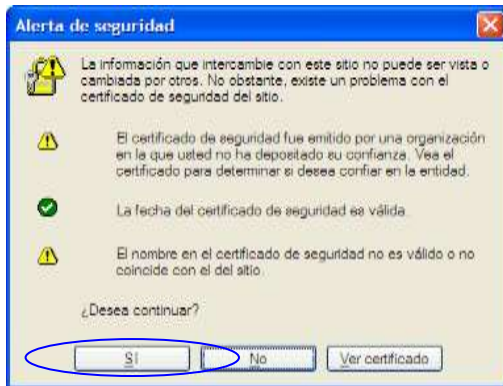 Alerta de seguridad
La información que intercambie con este sitio no puede ser vista o
cambiada por otros. No obstante, existe un problema con el
certificado de seguridad del sitio.
El certificado de seguridad fue emitido por una organización
en la que usted no ha depositado su confianza. Vea el
certificado para determinar si desea confiar en la entidad.
La fecha del certificado de seguridad es válida.
El nombre en el certificado de seguridad no es válido o no
coincide con el del sitio.
¿Desea continuar?
Sí No Ver certificado